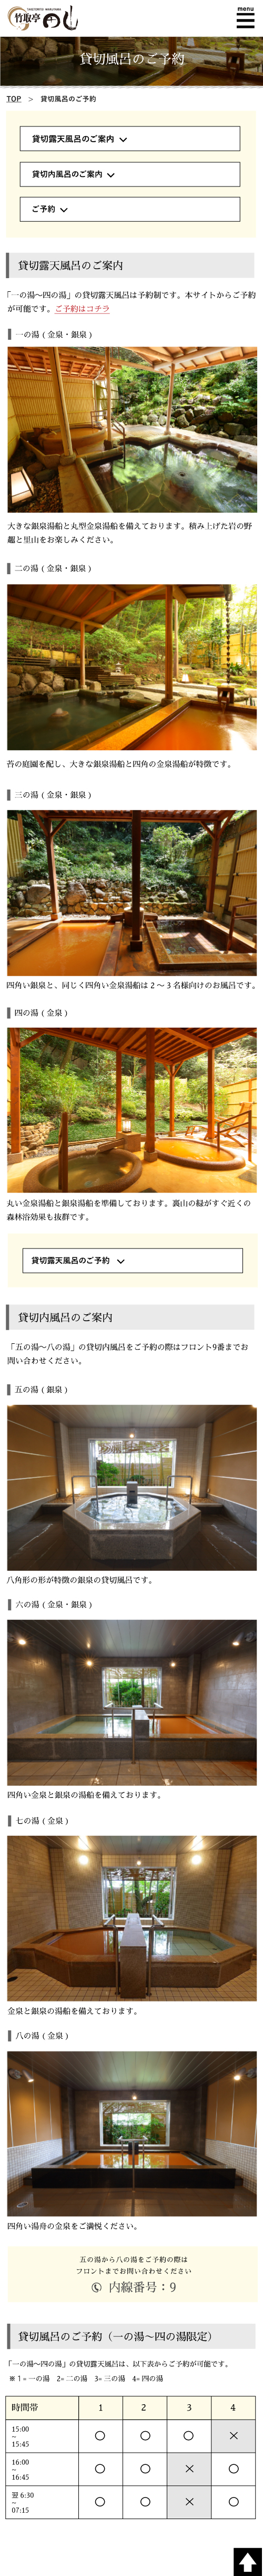 竹取亭
menu
貸切風呂のご予約
TOP > 貸切風呂のご予約
貸切露天風呂のご案内
貸切内風呂のご案内
ご予約
貸切露天風呂のご案内
「一の湯〜四の湯」の貸切露天風呂は予約制です。本サイトからご予約
が可能です。ご予約はコチラ
一の湯 ( 金泉・銀泉 )
大きな銀泉湯船と丸型金泉湯船を備えております。積み上げた岩の野
趣と里山をお楽しみください。
二の湯 ( 金泉・銀泉 )
苔の庭園を配し、大きな銀泉湯船と四角の金泉湯船が特徴です。
三の湯 ( 金泉・銀泉 )
四角い銀泉と、同じく四角い金泉湯船は２〜３名様向けのお風呂です。
四の湯 ( 金泉 )
丸い金泉湯船と銀泉湯船を準備しております。裏山の緑がすぐ近くの
森林浴効果も抜群です。
貸切露天風呂のご予約
貸切内風呂のご案内
「五の湯〜八の湯」の貸切内風呂をご予約の際はフロント9番までお
問い合わせください。
五の湯 ( 銀泉 )
八角形の形が特徴の銀泉の貸切風呂です。
六の湯 ( 金泉・銀泉 )
四角い金泉と銀泉の湯船を備えております。
七の湯 ( 金泉 )
金泉と銀泉の湯船を備えております。
八の湯 ( 金泉 )
四角い湯舟の金泉をご満悦ください。
五の湯から八の湯をご予約の際は
フロントまでお問い合わせください
内線番号：9
貸切風呂のご予約（一の湯〜四の湯限定）
「一の湯〜四の湯」の貸切露天風呂は、以下表からご予約が可能です。
※１= 一の湯 2= 二の湯 3= 三の湯 4= 四の湯
時間帯 1 2 3 4
15:00
~
15:45
〇 〇 〇 ×
16:00
~
16:45
〇 〇 × 〇
翌 6:30
~
07:15
〇 〇 × 〇